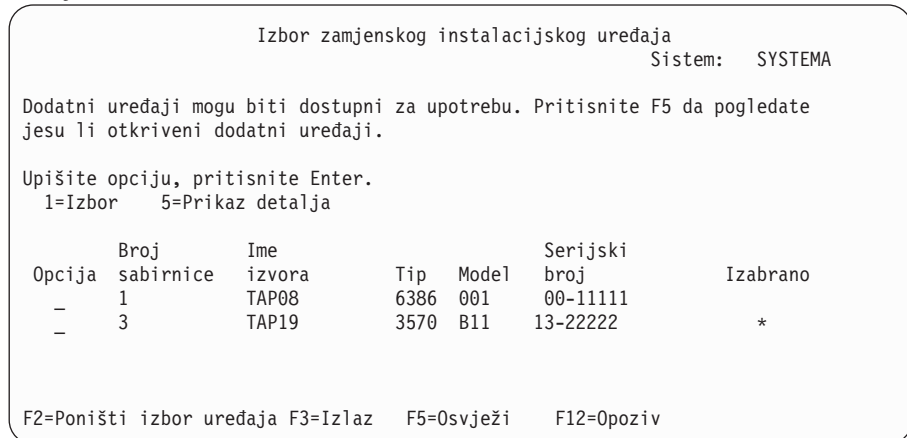 Izbor zamjenskog instalacijskog uređaja
Sistem: SYSTEMA
Dodatni uređaji mogu biti dostupni za upotrebu. Pritisnite F5 da pogledate
jesu li otkriveni dodatni uređaji.
Upišite opciju, pritisnite Enter.
1=Izbor 5=Prikaz detalja
Broj Ime Serijski
Opcija sabirnice izvora Tip Model broj Izabrano
_ 1 TAP08 6386 001 00-11111
_ 3 TAP19 3570 B11 13-22222 *
F2=Poništi izbor uređaja F3=Izlaz F5=Osvježi F12=Opoziv